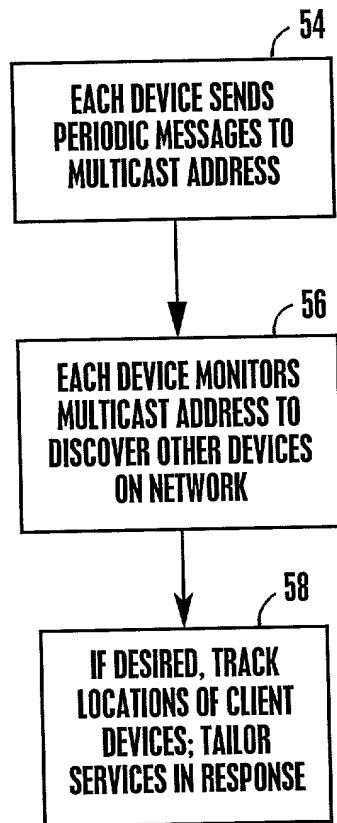 54
EACH DEVICE SENDS
PERIODIC MESSAGES TO
MULTICAST ADDRESS
56
EACH DEVICE MONITORS
MULTICAST ADDRESS TO
DISCOVER OTHER DEVICES
ON NETWORK
58
IF DESIRED, TRACK
LOCATIONS OF CLIENT
DEVICES; TAILOR
SERVICES IN RESPONSE